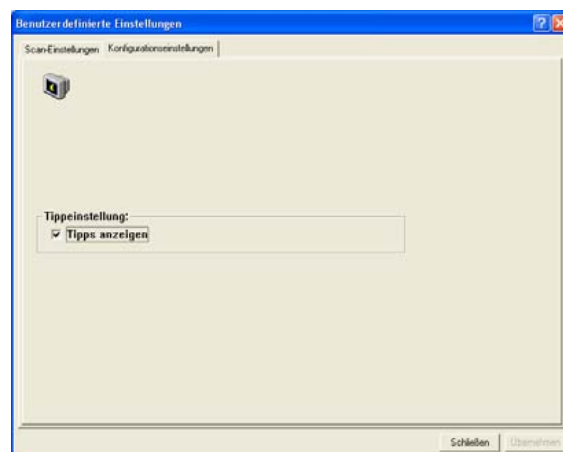 Benutzerdefinierte Einstellungen
Scan-Einstellungen Konfigurationseinstellungen
Tippeinstellung:
Tipps anzeigen
Schließen Übernehmen